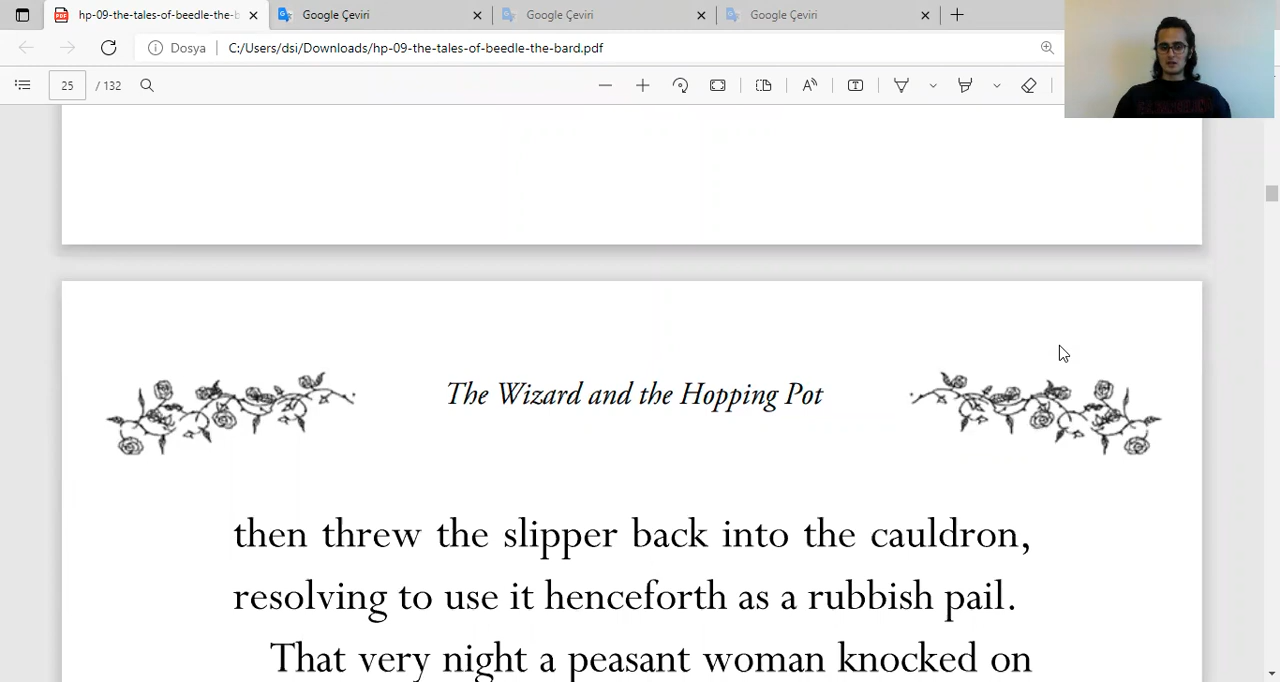 hp-09-the-tales-of-beedle-the-b
Google Çeviri
Google Çeviri
Google Çeviri
Dosya
C:/Users/dsi/Downloads/hp-09-the-tales-of-beedle-the-bard.pdf
25 / 132
The Wizard and the Hopping Pot
then threw the slipper back into the cauldron,
resolving to use it henceforth as a rubbish pail.
That very night a peasant woman knocked on